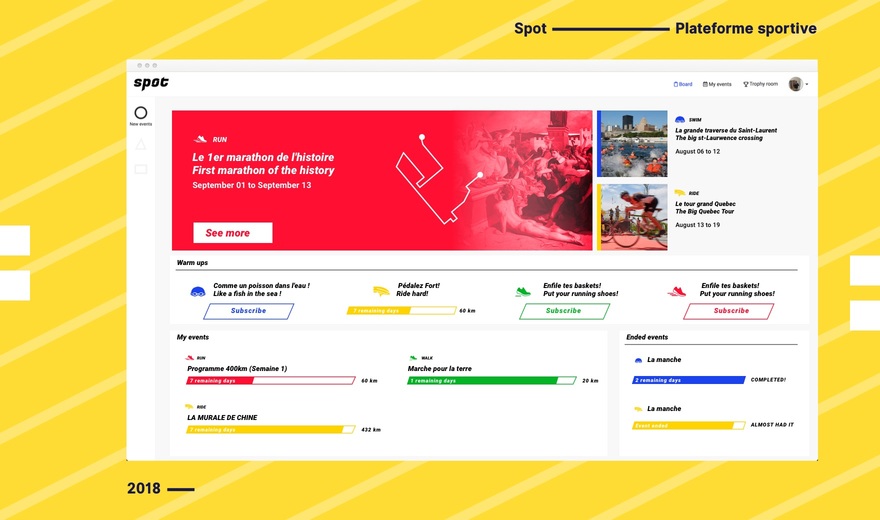 Spot
Plateforme sportive
spot
Board
My events
Trophy room
New events
RUN
Le 1er marathon de l'histoire
First marathon of the history
September 01 to September 13
See more
SWIM
La grande traverse du Saint-Laurent
The big st-Laurwence crossing
August 06 to 12
RIDE
Le tour grand Quebec
The Big Quebec Tour
August 13 to 19
Warm ups
Comme un poisson dans l'eau !
Like a fish in the sea !
Subscribe
Pédalez Fort!
Ride hard!
7 remaining days
60 km
Enfile tes baskets!
Put your running shoes!
Subscribe
Enfile tes baskets!
Put your running shoes!
Subscribe
My events
RUN
Programme 400km (Semaine 1)
7 remaining days
60 km
WALK
Marche pour la terre
1 remaining days
20 km
RIDE
LA MURALE DE CHINE
2 remaining days
432 km
Ended events
La manche
2 remaining days
COMPLETED!
La manche
Event ended
ALMOST HAD IT
2018